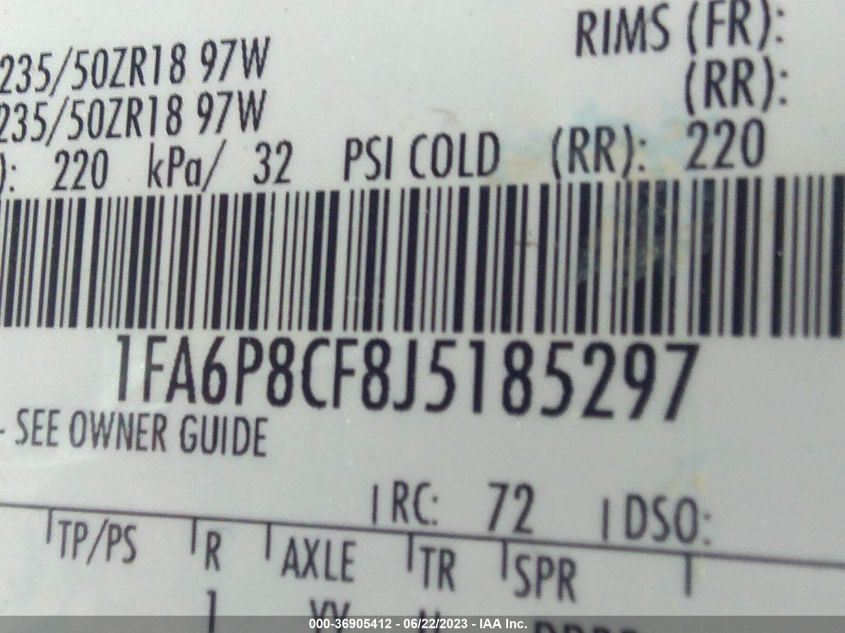 RIMS (FR):
235/50ZR18 97W
(RR):
235/50ZR18 97W
): 220 kPa/ 32 PSI COLD (RR): 220
1FA6P8CF8J5185297
- SEE OWNER GUIDE
RC: 72 DSO:
TP/PS R AXLE TR SPR
1
000-36905412 - 06/22/2023 - IAA Inc.